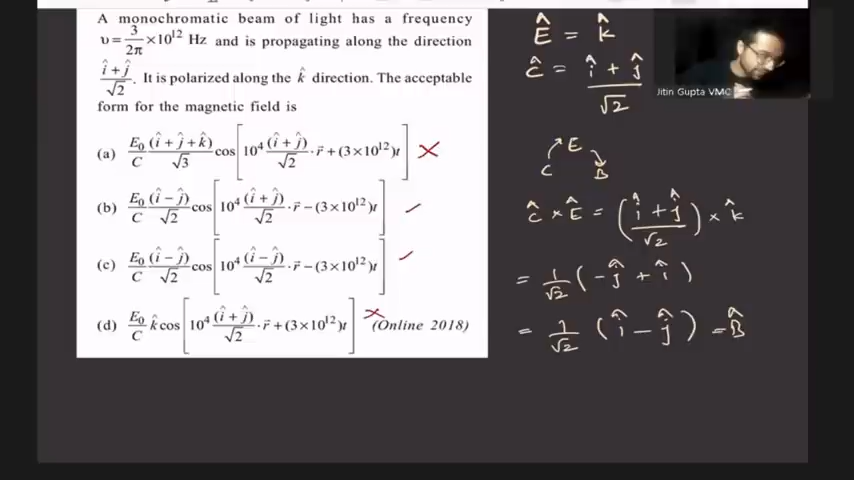 A monochromatic beam of light has a frequency
υ = 3/2π × 10¹² Hz and is propagating along the direction
(î + ĵ)/√2. It is polarized along the k̂ direction. The acceptable
form for the magnetic field is
(a) E₀/C (î + ĵ + k̂)/√3 cos[10⁴ (î + ĵ)/√2 · r⃗ + (3 × 10¹²)t] ×
(b) E₀/C (î − ĵ)/√2 cos[10⁴ (î + ĵ)/√2 · r⃗ − (3 × 10¹²)t]
(c) E₀/C (î − ĵ)/√2 cos[10⁴ (î − ĵ)/√2 · r⃗ − (3 × 10¹²)t]
(d) E₀/C k̂ cos[10⁴ (î + ĵ)/√2 · r⃗ + (3 × 10¹²)t] ×
(Online 2018)
Ê = k̂
Ĉ = (î + ĵ)/√2
E
C B
Ĉ × Ê = ((î + ĵ)/√2) × k̂
= 1/√2 (−ĵ + î)
= 1/√2 (î − ĵ) = B̂
Jitin Gupta VMC